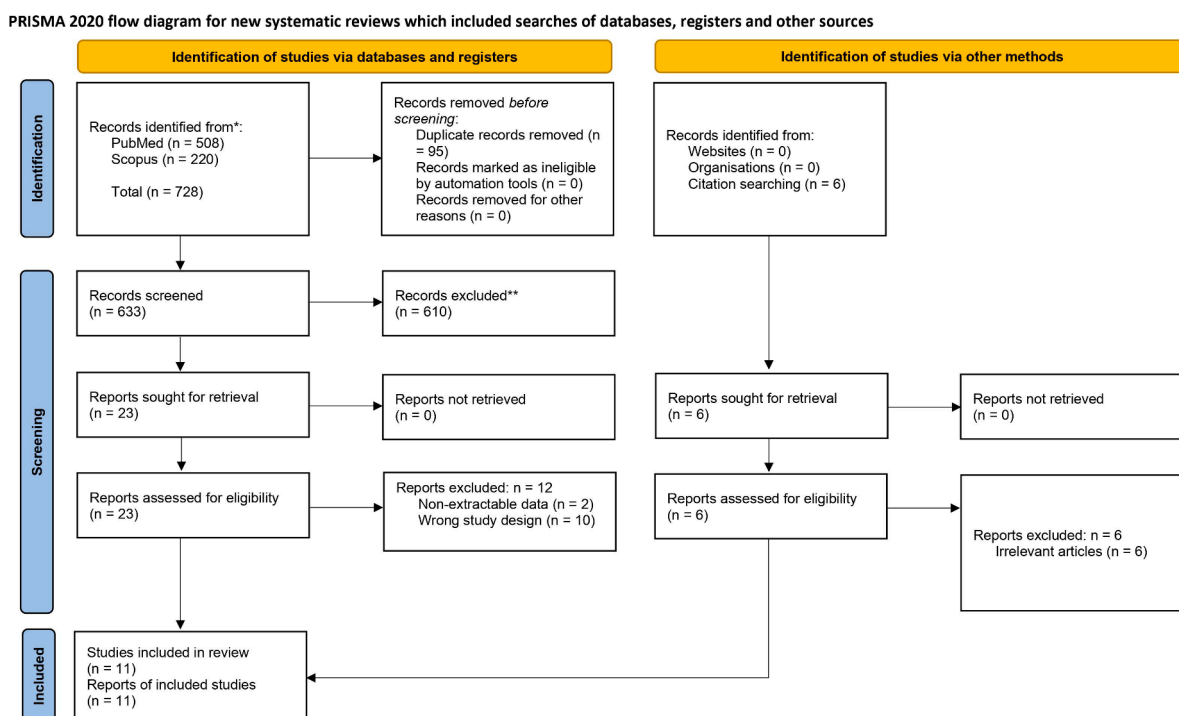 PRISMA 2020 flow diagram for new systematic reviews which included searches of databases, registers and other sources
Identification of studies via databases and registers
Identification of studies via other methods
Identification
Records identified from*:
PubMed (n = 508)
Scopus (n = 220)
Total (n = 728)
Records removed before
screening:
Duplicate records removed (n
= 95)
Records marked as ineligible
by automation tools (n = 0)
Records removed for other
reasons (n = 0)
Records identified from:
Websites (n = 0)
Organisations (n = 0)
Citation searching (n = 6)
Screening
Records screened
(n = 633)
Records excluded**
(n = 610)
Reports sought for retrieval
(n = 23)
Reports not retrieved
(n = 0)
Reports sought for retrieval
(n = 6)
Reports not retrieved
(n = 0)
Reports assessed for eligibility
(n = 23)
Reports excluded: n = 12
Non-extractable data (n = 2)
Wrong study design (n = 10)
Reports assessed for eligibility
(n = 6)
Reports excluded: n = 6
Irrelevant articles (n = 6)
Included
Studies included in review
(n = 11)
Reports of included studies
(n = 11)